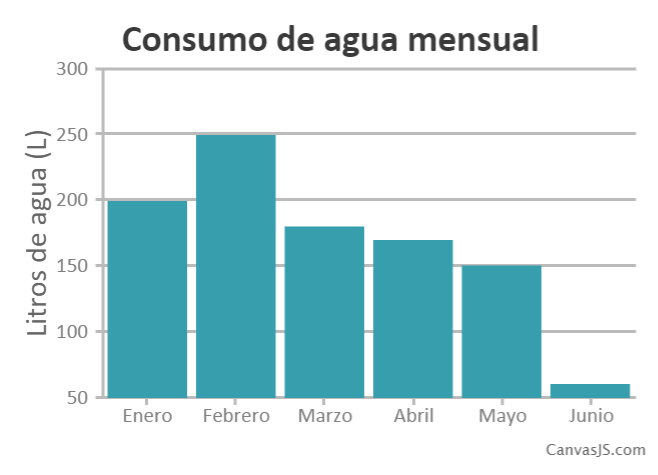 Consumo de agua mensual
Litros de agua (L)
300
250
200
150
100
50
Enero Febrero Marzo Abril Mayo Junio
CanvasJS.com